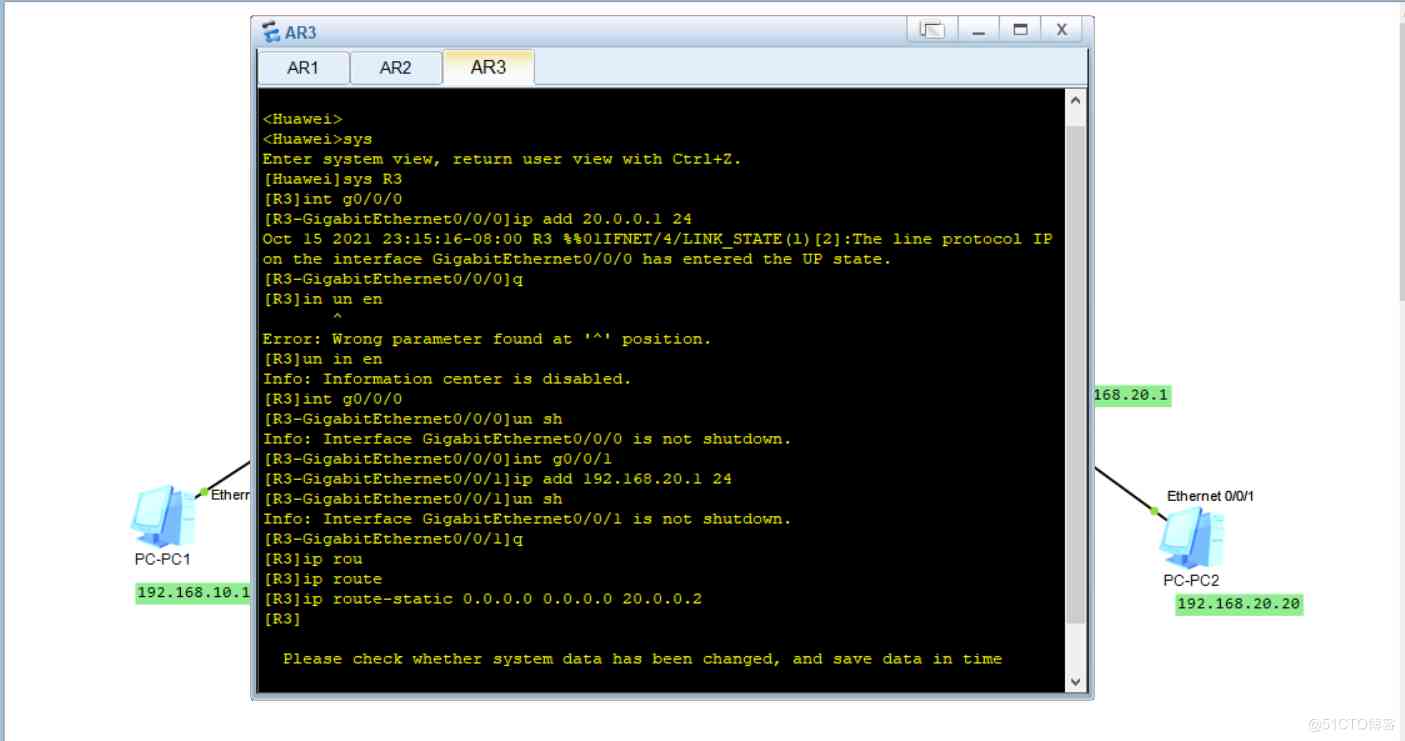 AR3
AR1 AR2 AR3
<Huawei>
<Huawei>sys
Enter system view, return user view with Ctrl+Z.
[Huawei]sys R3
[R3]int g0/0/0
[R3-GigabitEthernet0/0/0]ip add 20.0.0.1 24
Oct 15 2021 23:15:16-08:00 R3 %%01IFNET/4/LINK_STATE(l)[2]:The line protocol IP
on the interface GigabitEthernet0/0/0 has entered the UP state.
[R3-GigabitEthernet0/0/0]q
[R3]in un en
^
Error: Wrong parameter found at '^' position.
[R3]un in en
Info: Information center is disabled.
[R3]int g0/0/0
[R3-GigabitEthernet0/0/0]un sh
Info: Interface GigabitEthernet0/0/0 is not shutdown.
[R3-GigabitEthernet0/0/0]int g0/0/1
[R3-GigabitEthernet0/0/1]ip add 192.168.20.1 24
[R3-GigabitEthernet0/0/1]un sh
Info: Interface GigabitEthernet0/0/1 is not shutdown.
[R3-GigabitEthernet0/0/1]q
[R3]ip rou
[R3]ip route
[R3]ip route-static 0.0.0.0 0.0.0.0 20.0.0.2
[R3]
Please check whether system data has been changed, and save data in time
Ethern
PC-PC1
192.168.10.1
168.20.1
Ethernet 0/0/1
PC-PC2
192.168.20.20
@51CTO博客